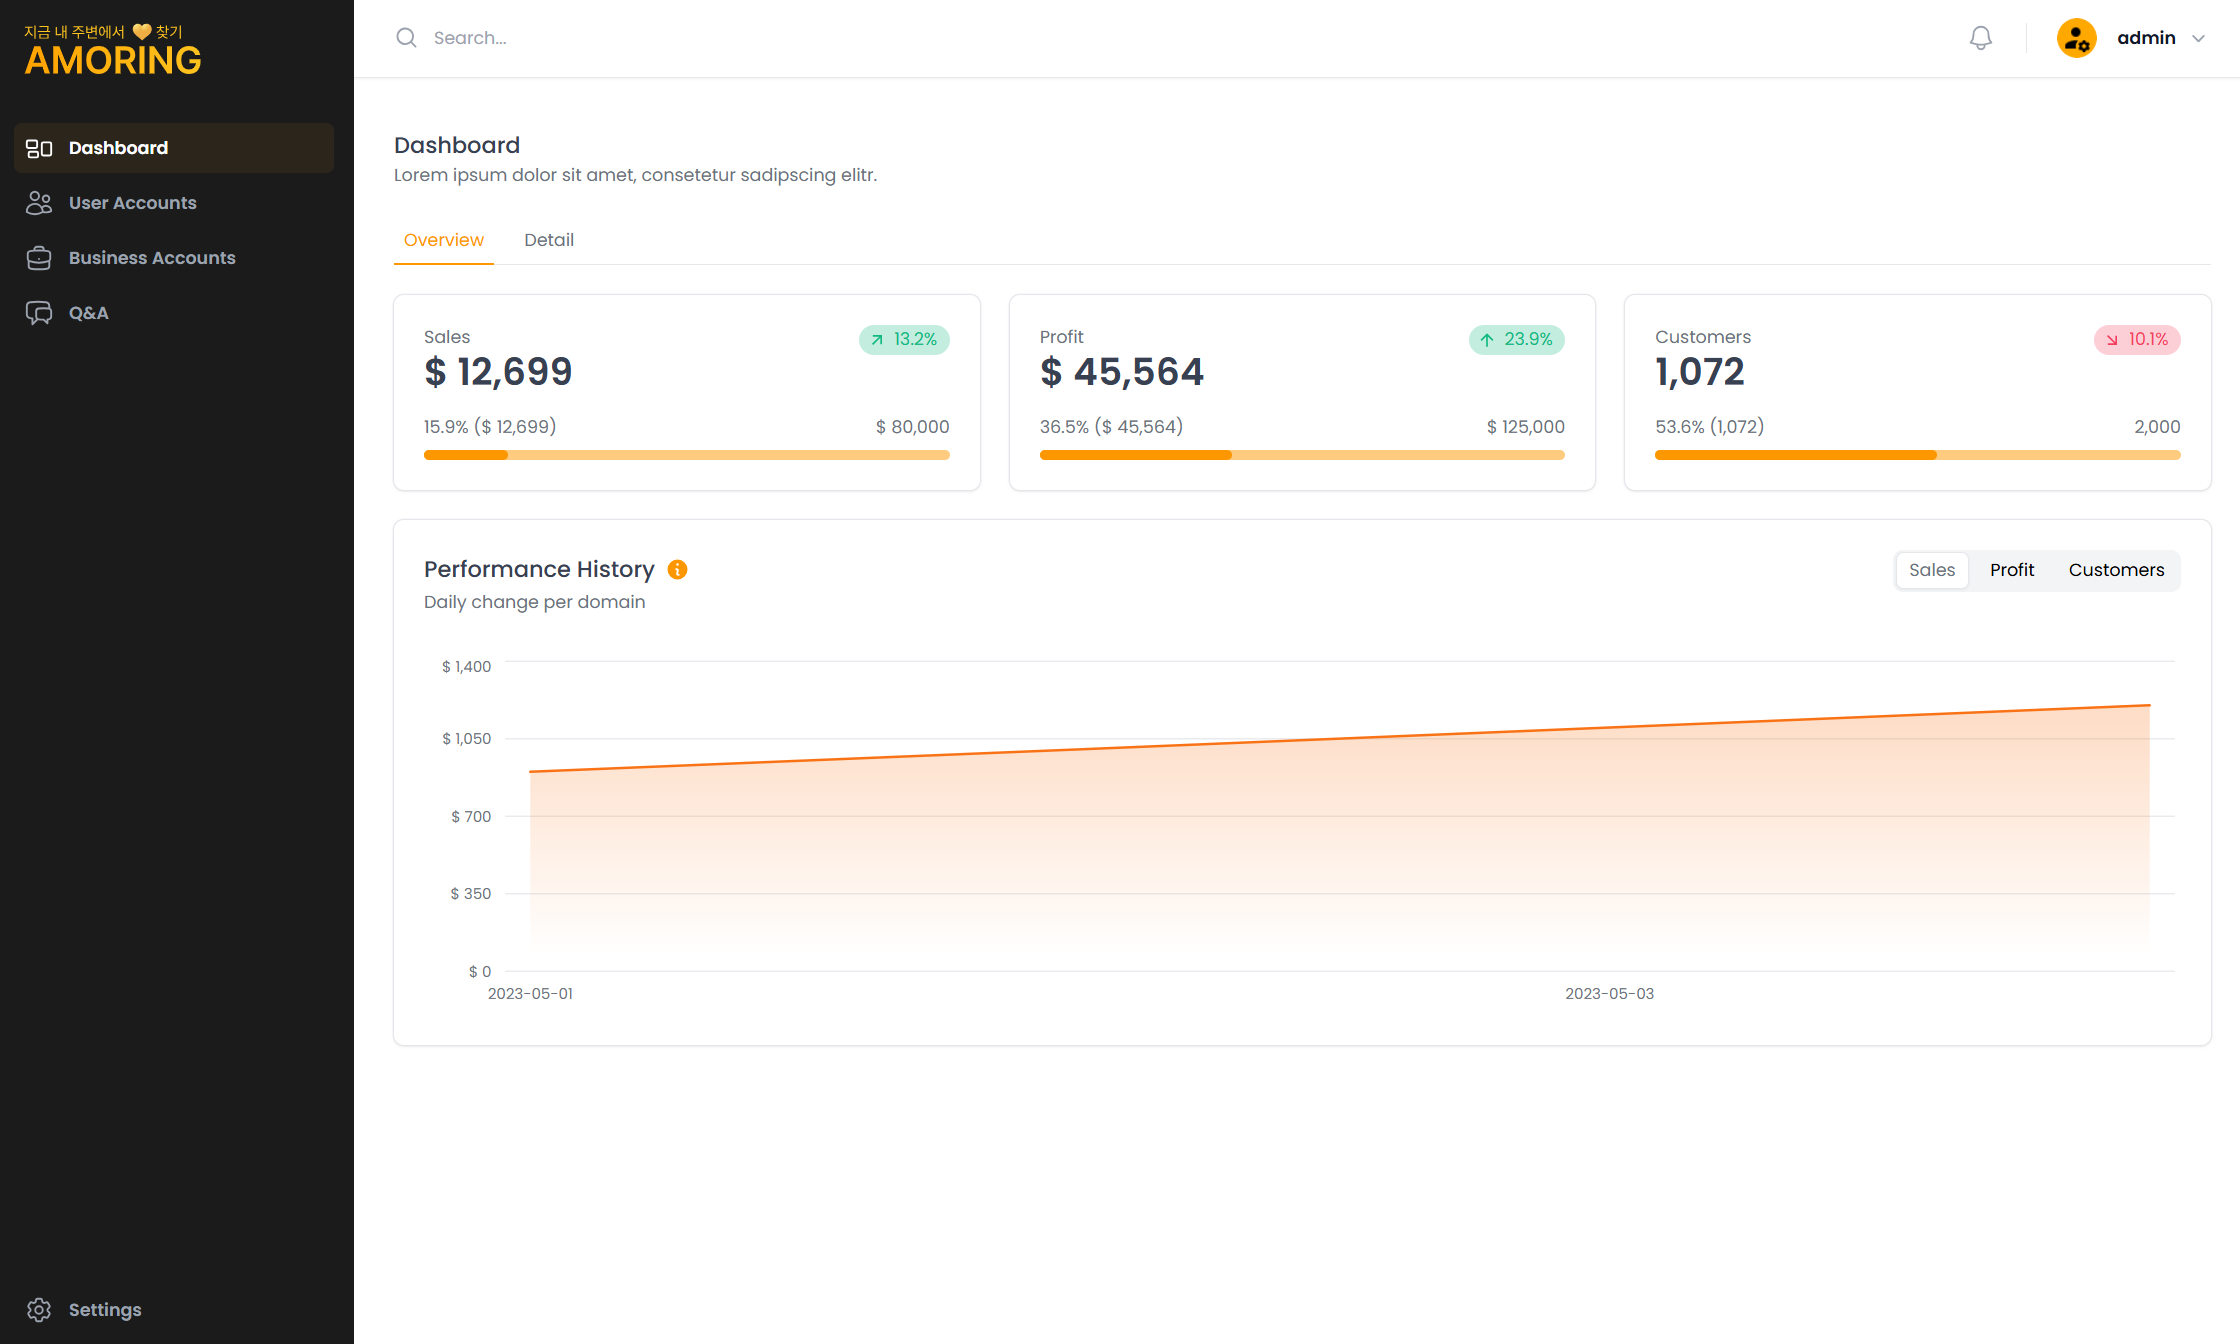 지금 내 주변에서 🧡 찾기
AMORING
Dashboard
User Accounts
Business Accounts
Q&A
Settings
Search...
admin
Dashboard
Lorem ipsum dolor sit amet, consetetur sadipscing elitr.
Overview Detail
Sales 13.2%
$ 12,699
15.9% ($ 12,699) $ 80,000
Profit 23.9%
$ 45,564
36.5% ($ 45,564) $ 125,000
Customers 10.1%
1,072
53.6% (1,072) 2,000
Performance History
Daily change per domain
Sales Profit Customers
$ 1,400
$ 1,050
$ 700
$ 350
$ 0
2023-05-01 2023-05-03